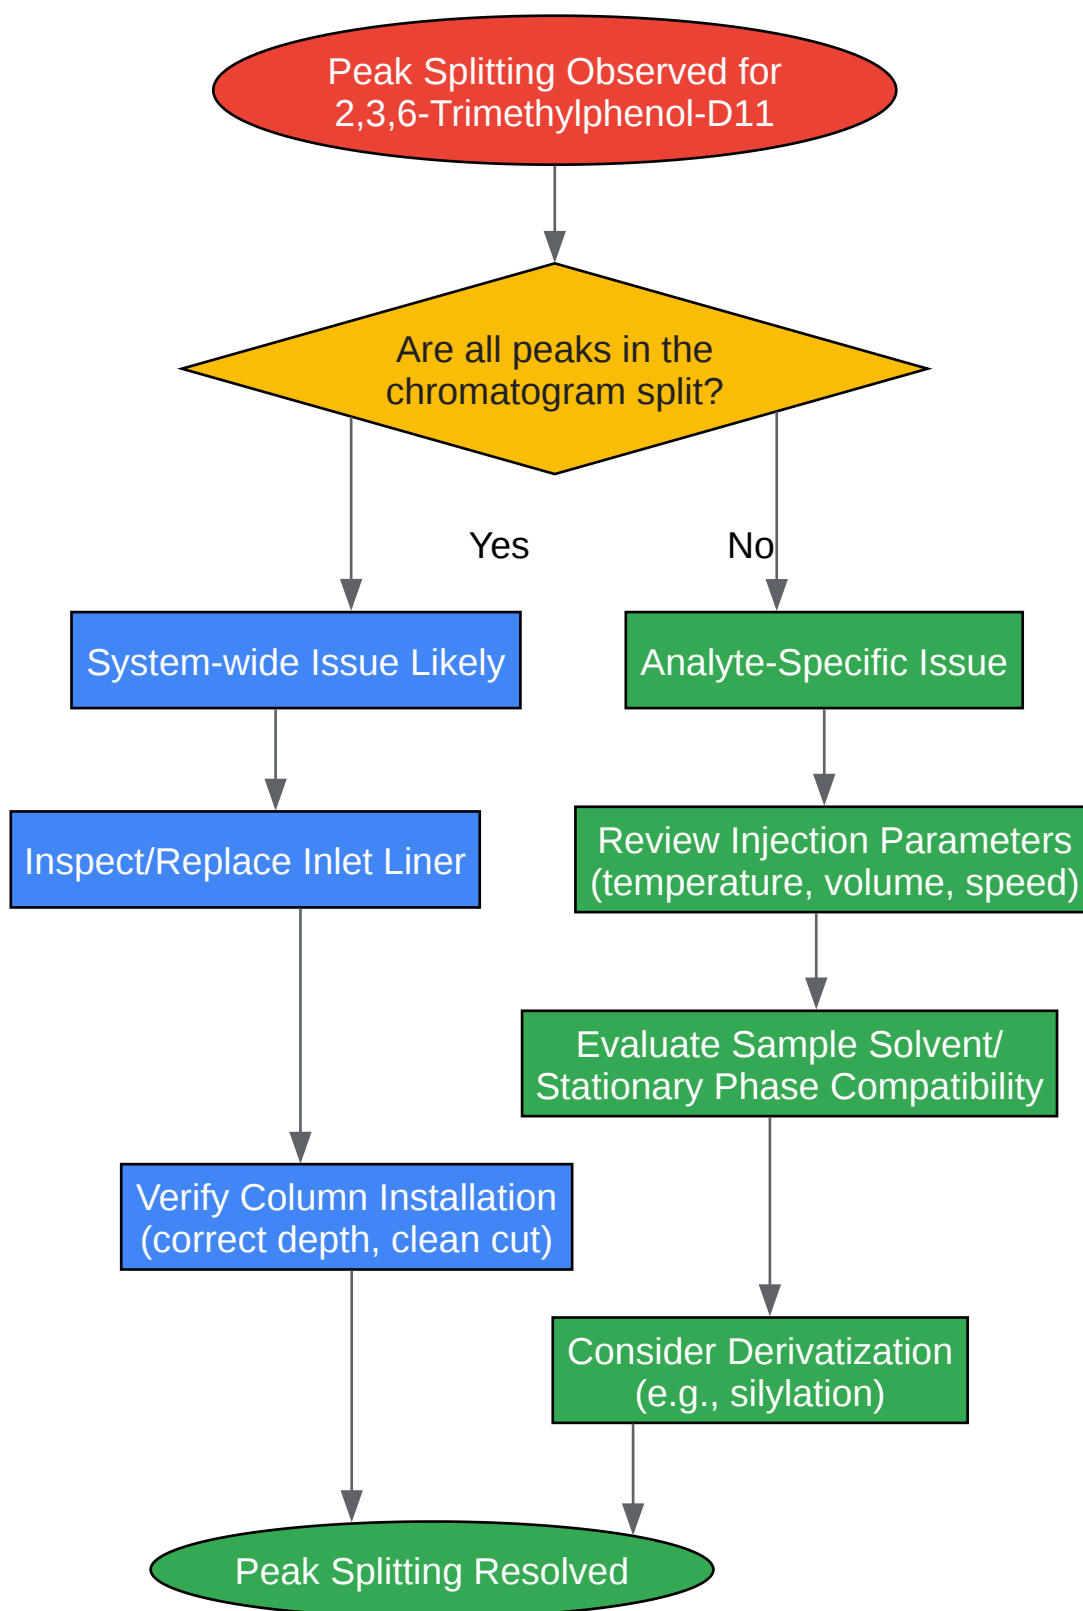 Peak Splitting Observed for
2,3,6-Trimethylphenol-D11
Are all peaks in the
chromatogram split?
Yes
No
System-wide Issue Likely
Analyte-Specific Issue
Inspect/Replace Inlet Liner
Review Injection Parameters
(temperature, volume, speed)
Evaluate Sample Solvent/
Stationary Phase Compatibility
Verify Column Installation
(correct depth, clean cut)
Consider Derivatization
(e.g., silylation)
Peak Splitting Resolved